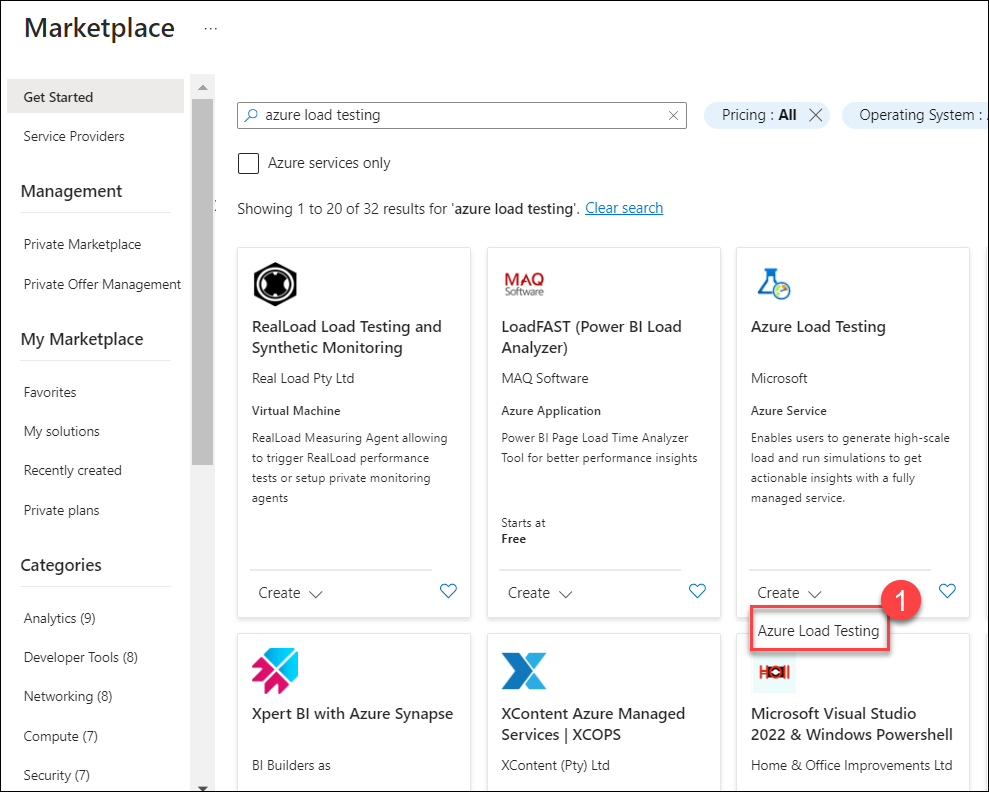 Marketplace ...
Get Started
Service Providers
Management
Private Marketplace
Private Offer Management
My Marketplace
Favorites
My solutions
Recently created
Private plans
Categories
Analytics (9)
Developer Tools (8)
Networking (8)
Compute (7)
Security (7)
azure load testing
Pricing : All
Operating System :
Azure services only
Showing 1 to 20 of 32 results for 'azure load testing'. Clear search
RealLoad Load Testing and
Synthetic Monitoring
Real Load Pty Ltd
Virtual Machine
RealLoad Measuring Agent allowing
to trigger RealLoad performance
tests or setup private monitoring
agents
Create
MAQ
Software
LoadFAST (Power BI Load
Analyzer)
MAQ Software
Azure Application
Power BI Page Load Time Analyzer
Tool for better performance insights
Starts at
Free
Create
Azure Load Testing
Microsoft
Azure Service
Enables users to generate high-scale
load and run simulations to get
actionable insights with a fully
managed service.
Create
1
Azure Load Testing
Xpert BI with Azure Synapse
BI Builders as
XContent Azure Managed
Services | XCOPS
XContent (Pty) Ltd
Microsoft Visual Studio
2022 & Windows Powershell
Home & Office Improvements Ltd